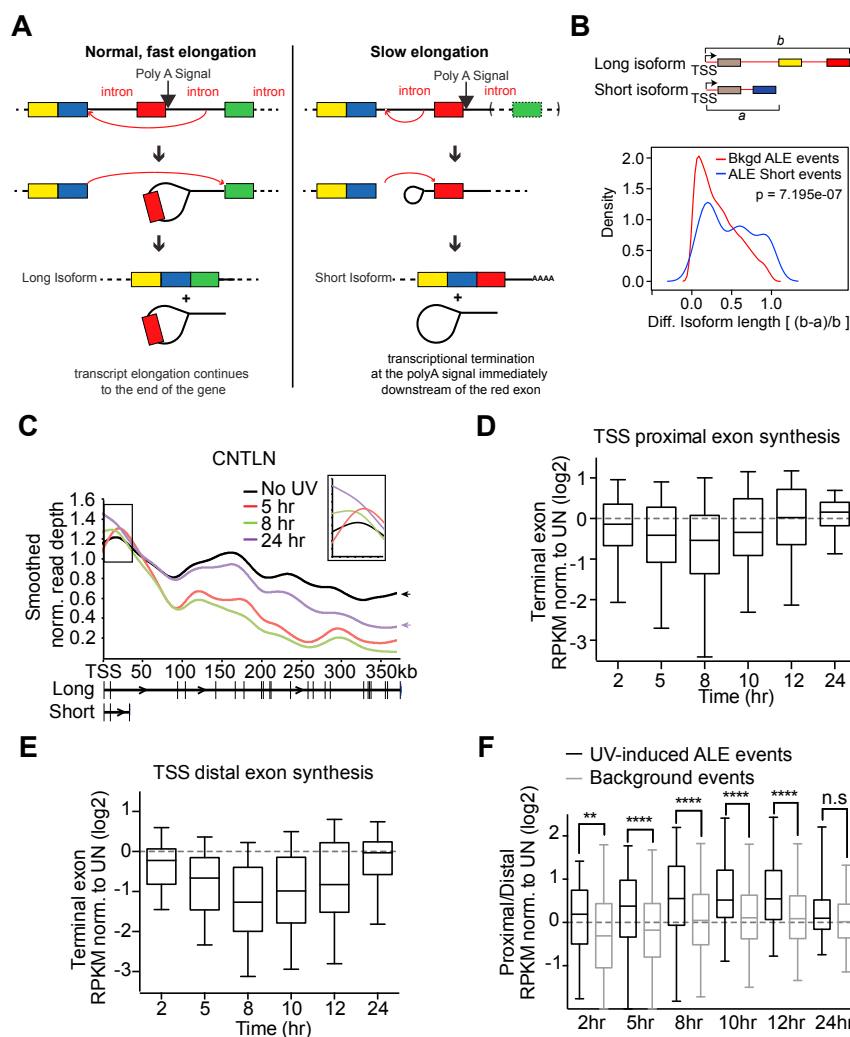 A
Normal, fast elongation
Poly A Signal
intron
intron
intron
Long Isoform
+
transcript elongation continues
to the end of the gene
Slow elongation
Poly A Signal
intron
intron
Short Isoform
AAAA
+
transcriptional termination
at the polyA signal immediately
downstream of the red exon
B
b
Long isoform
TSS
Short isoform
TSS
a
Bkgd ALE events
ALE Short events
p = 7.195e-07
Density
2.0
1.5
1.0
0.5
0.0
0.0 0.5 1.0
Diff. Isoform length [ (b-a)/b ]
C
CNTLN
No UV
5 hr
8 hr
24 hr
Smoothed
norm. read depth
1.6
1.4
1.2
1.0
0.8
0.6
0.4
0.2
TSS 50 100 150 200 250 300 350kb
Long
Short
D
TSS proximal exon synthesis
Terminal exon
RPKM norm. to UN (log2)
1
0
-1
-2
-3
2 5 8 10 12 24
Time (hr)
E
TSS distal exon synthesis
Terminal exon
RPKM norm. to UN (log2)
1
0
-1
-2
-3
2 5 8 10 12 24
Time (hr)
F
UV-induced ALE events
Background events
** **** **** **** **** n.s
Proximal/Distal
RPKM norm. to UN (log2)
2
1
0
-1
2hr 5hr 8hr 10hr 12hr 24hr